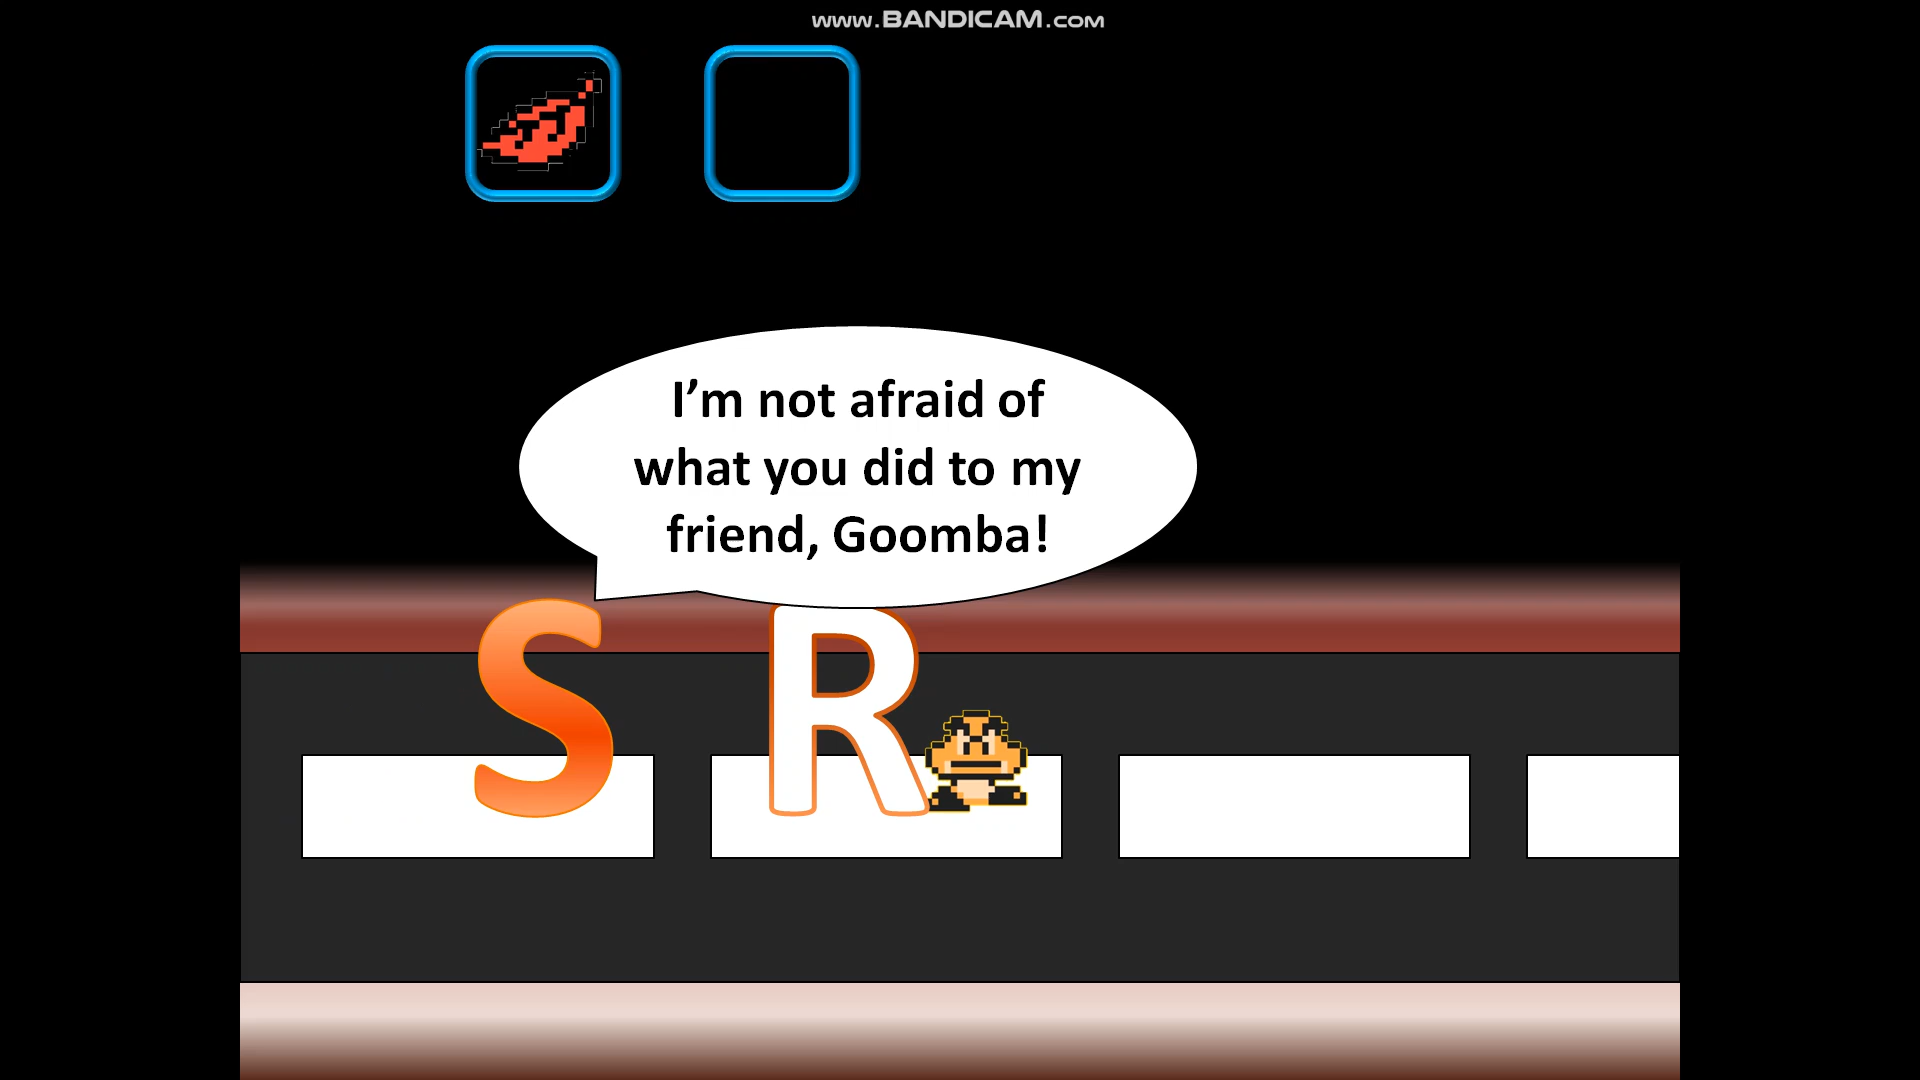 www.BANDICAM.com
I’m not afraid of
what you did to my
friend, Goomba!
S R